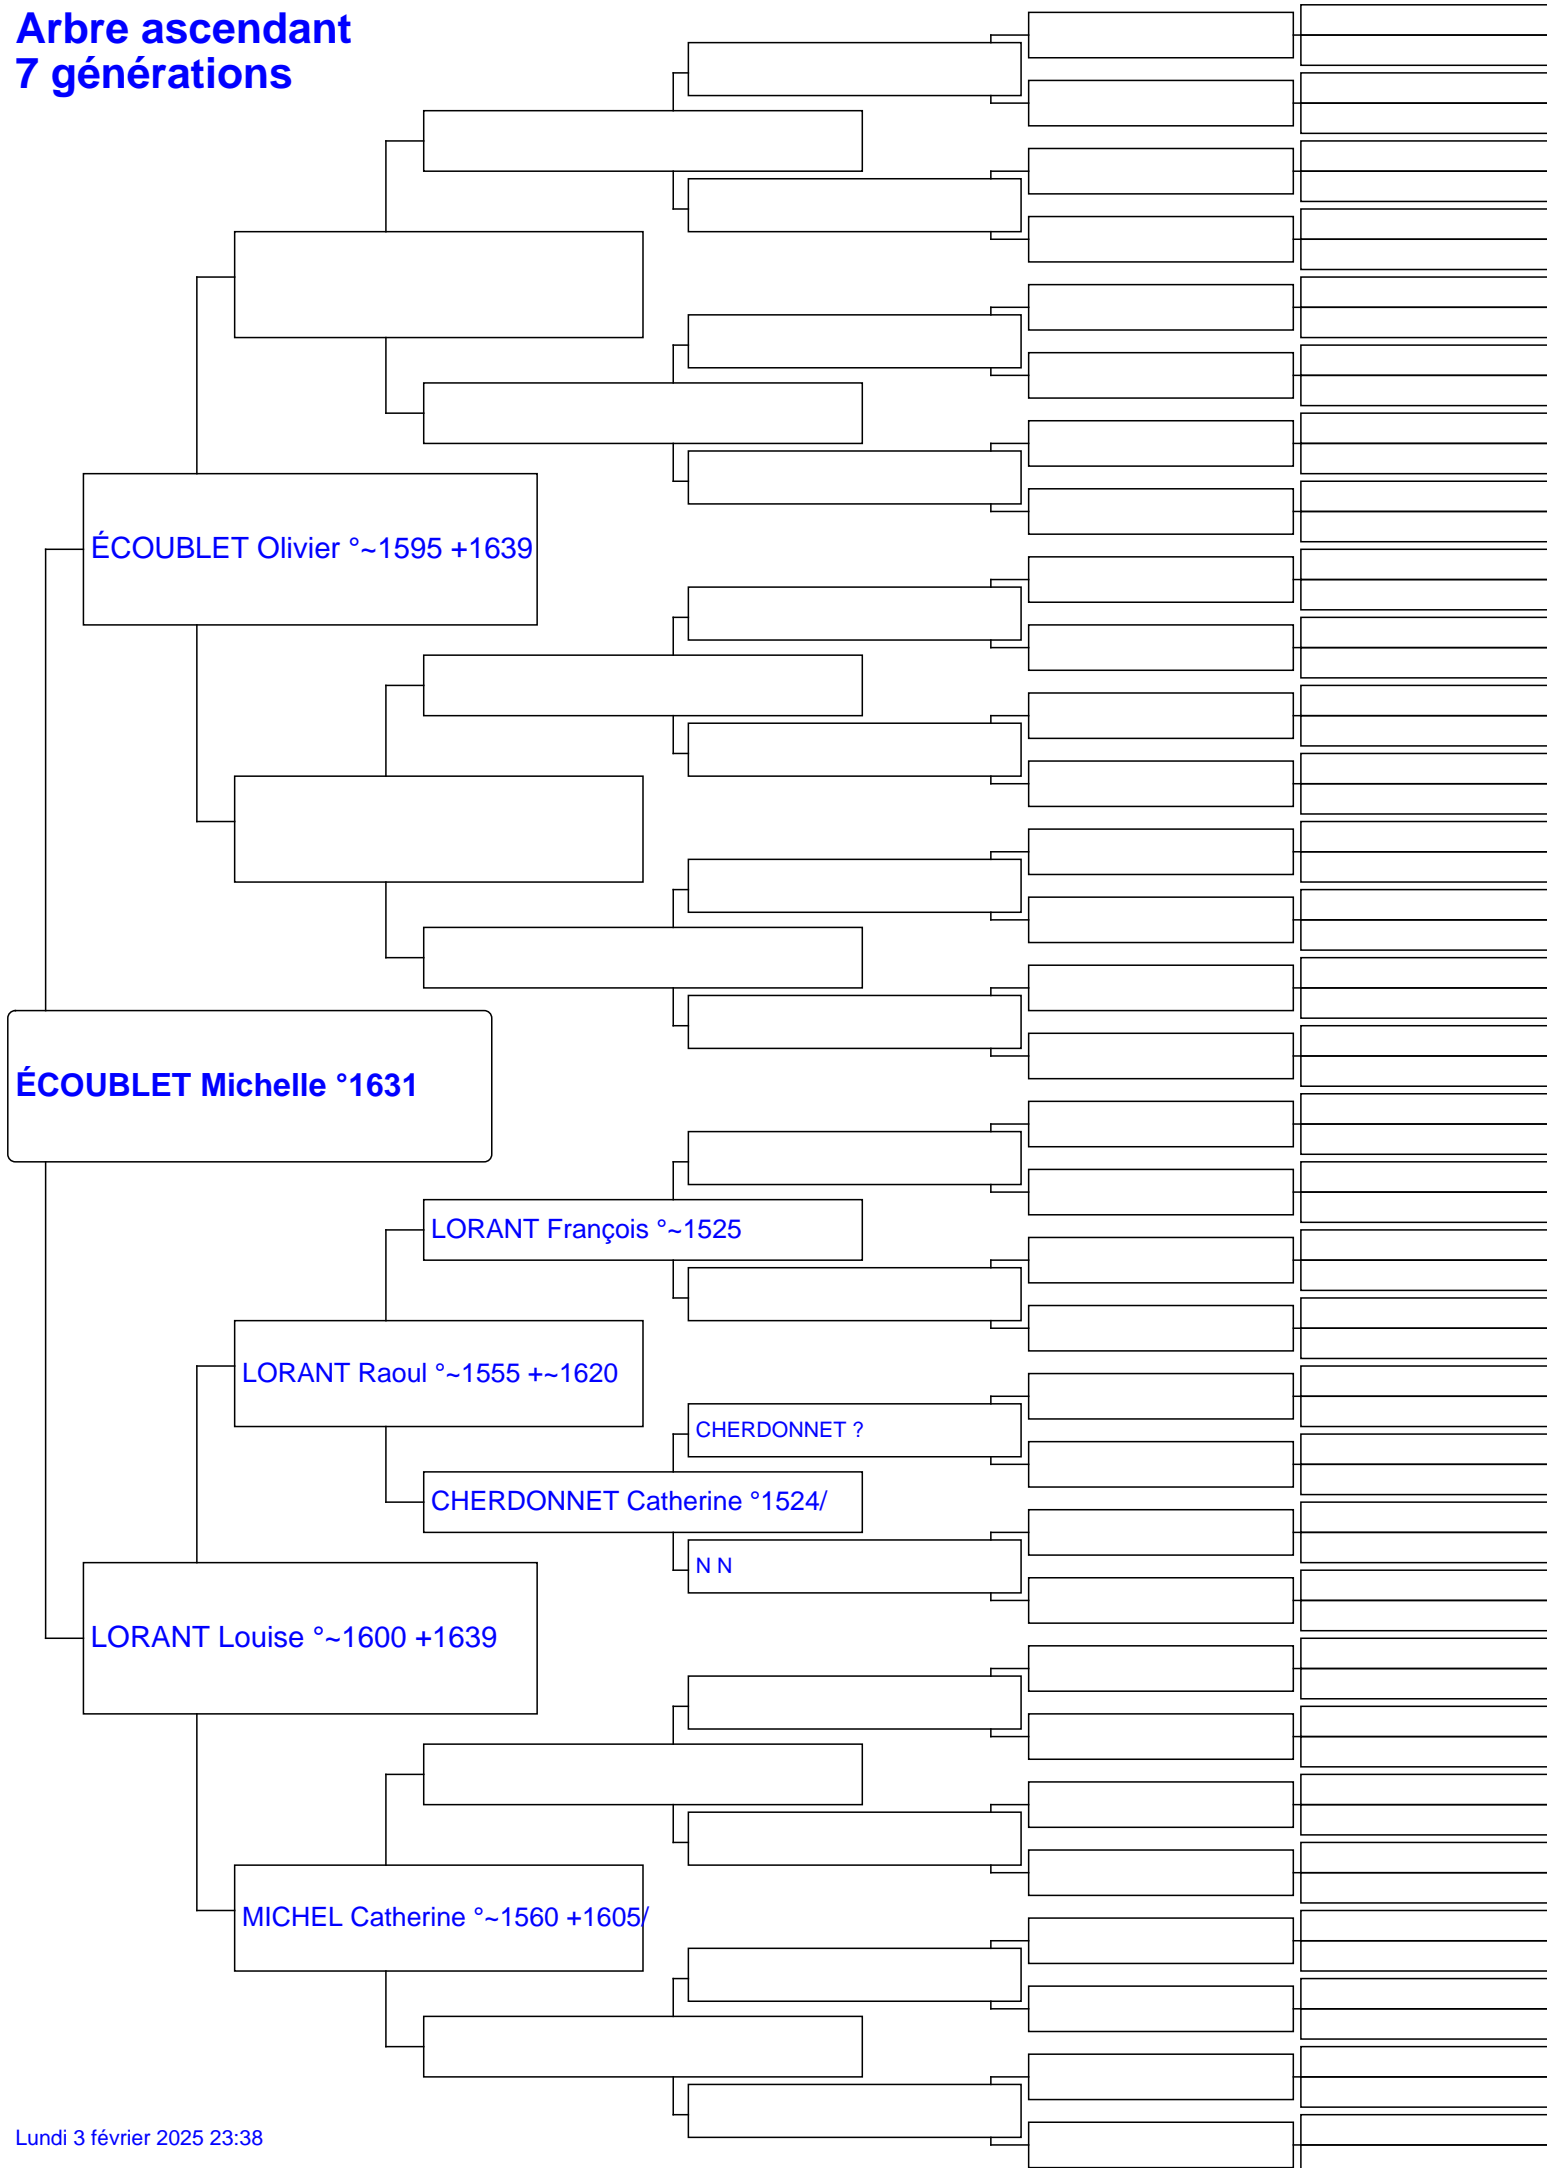 Arbre ascendant
7 générations
ÉCOUBLET Olivier °~1595 +1639
ÉCOUBLET Michelle °1631
LORANT François °~1525
LORANT Raoul °~1555 +~1620
CHERDONNET ?
CHERDONNET Catherine °1524/
N N
LORANT Louise °~1600 +1639
MICHEL Catherine °~1560 +1605/
Lundi 3 février 2025 23:38